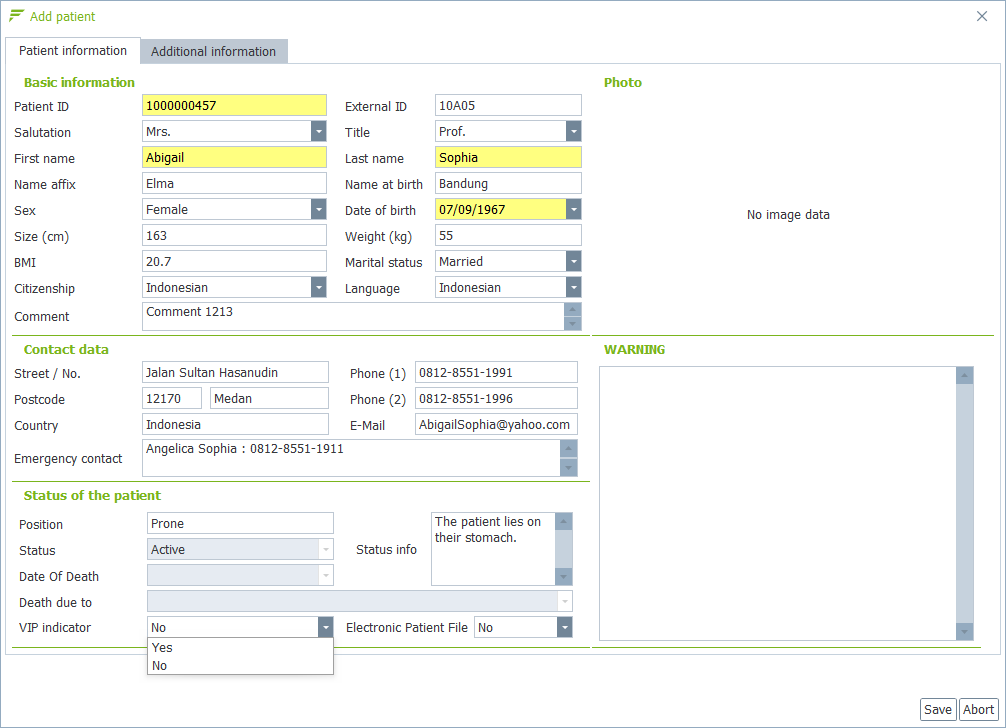 Add patient
Patient information Additional information
Basic information Photo
Patient ID 1000000457 External ID 10A05
Salutation Mrs. Title Prof.
First name Abigail Last name Sophia
Name affix Elma Name at birth Bandung
Sex Female Date of birth 07/09/1967
No image data
Size (cm) 163 Weight (kg) 55
BMI 20.7 Marital status Married
Citizenship Indonesian Language Indonesian
Comment Comment 1213
Contact data WARNING
Street / No. Jalan Sultan Hasanudin Phone (1) 0812-8551-1991
Postcode 12170 Medan Phone (2) 0812-8551-1996
Country Indonesia E-Mail AbigailSophia@yahoo.com
Emergency contact Angelica Sophia : 0812-8551-1911
Status of the patient
Position Prone
Status Active Status info The patient lies on
their stomach.
Date Of Death
Death due to
VIP indicator No Electronic Patient File No
Yes
No
Save Abort